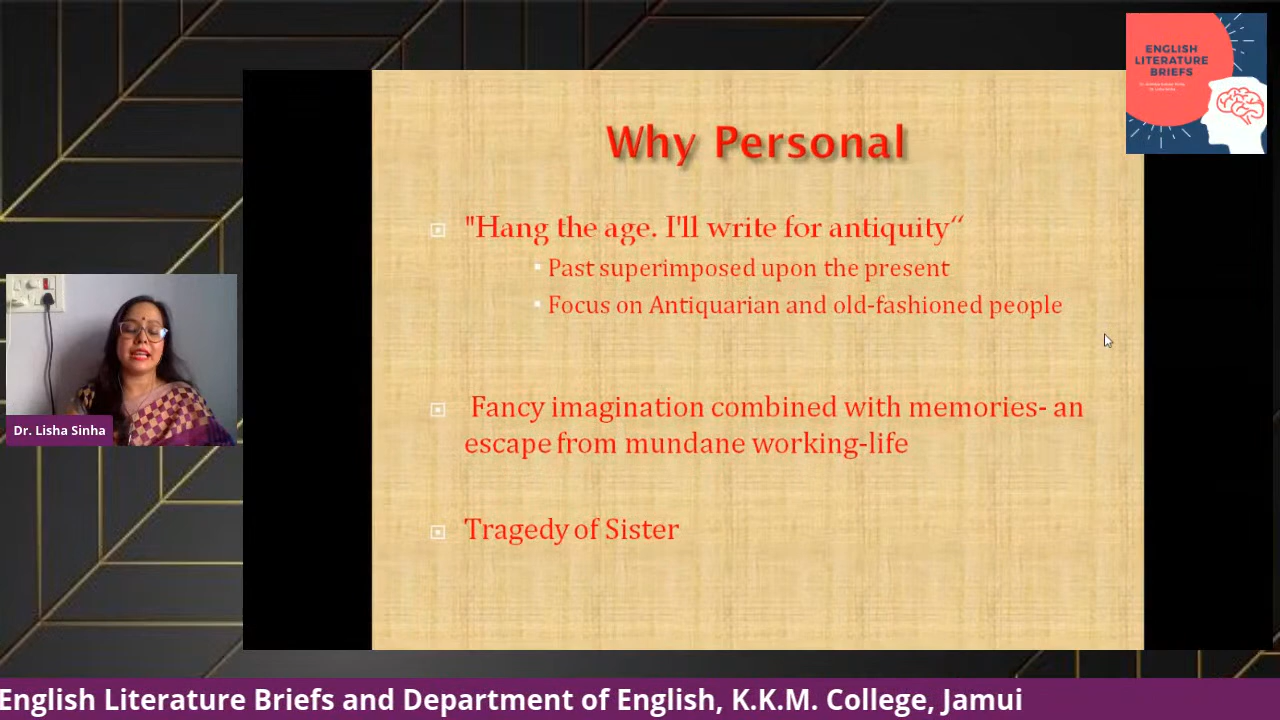 ENGLISH
LITERATURE
BRIEFS
Why Personal
"Hang the age. I'll write for antiquity“
Past superimposed upon the present
Focus on Antiquarian and old-fashioned people
Fancy imagination combined with memories- an
escape from mundane working-life
Tragedy of Sister
Dr. Lisha Sinha
English Literature Briefs and Department of English, K.K.M. College, Jamui